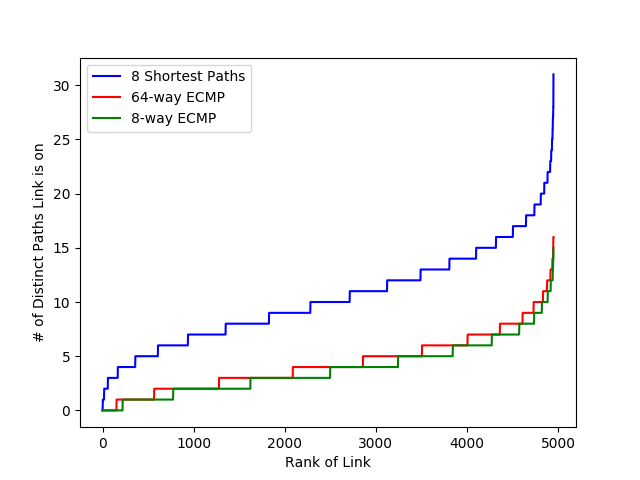 8 Shortest Paths
64-way ECMP
8-way ECMP
# of Distinct Paths Link is on
30
25
20
15
10
5
0
0 1000 2000 3000 4000 5000
Rank of Link